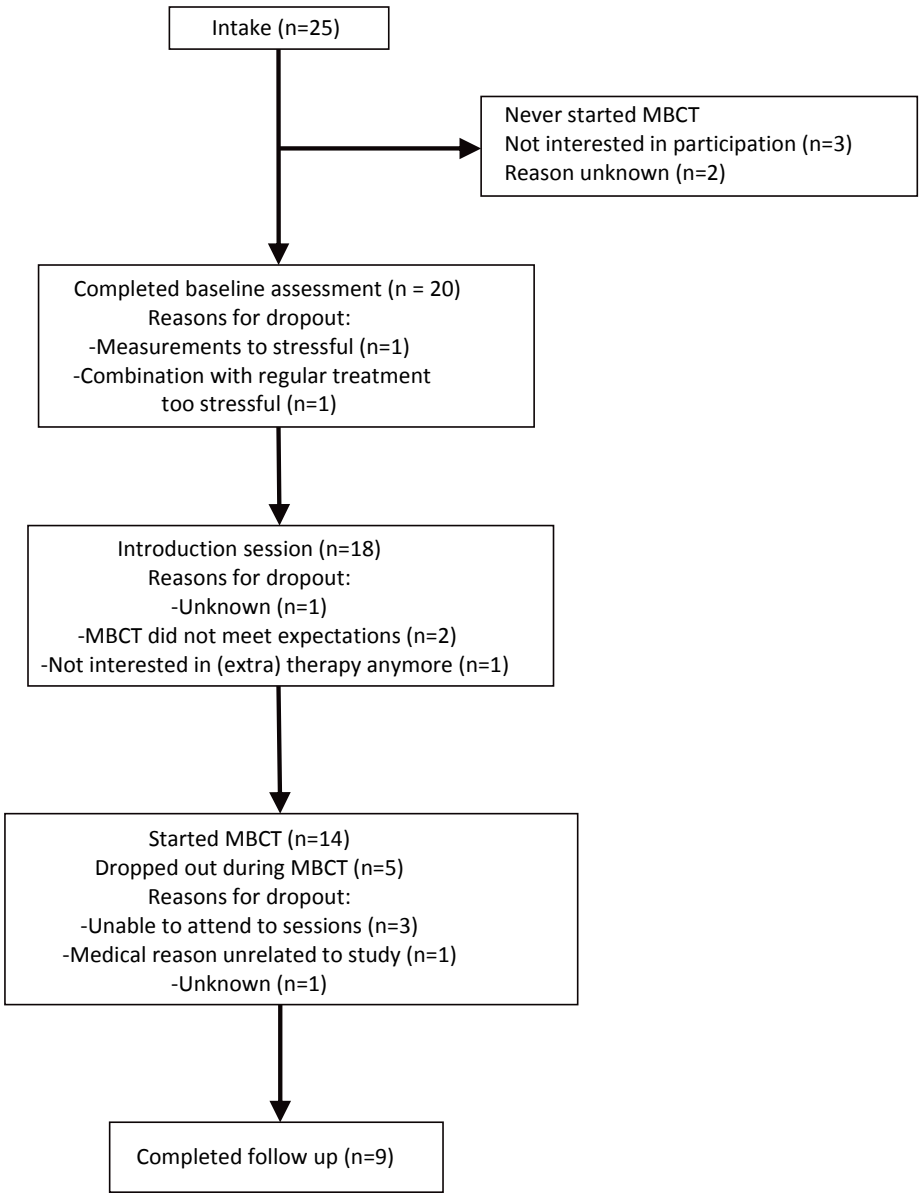 Intake (n=25)
Never started MBCT
Not interested in participation (n=3)
Reason unknown (n=2)
Completed baseline assessment (n = 20)
Reasons for dropout:
-Measurements to stressful (n=1)
-Combination with regular treatment
too stressful (n=1)
Introduction session (n=18)
Reasons for dropout:
-Unknown (n=1)
-MBCT did not meet expectations (n=2)
-Not interested in (extra) therapy anymore (n=1)
Started MBCT (n=14)
Dropped out during MBCT (n=5)
Reasons for dropout:
-Unable to attend to sessions (n=3)
-Medical reason unrelated to study (n=1)
-Unknown (n=1)
Completed follow up (n=9)